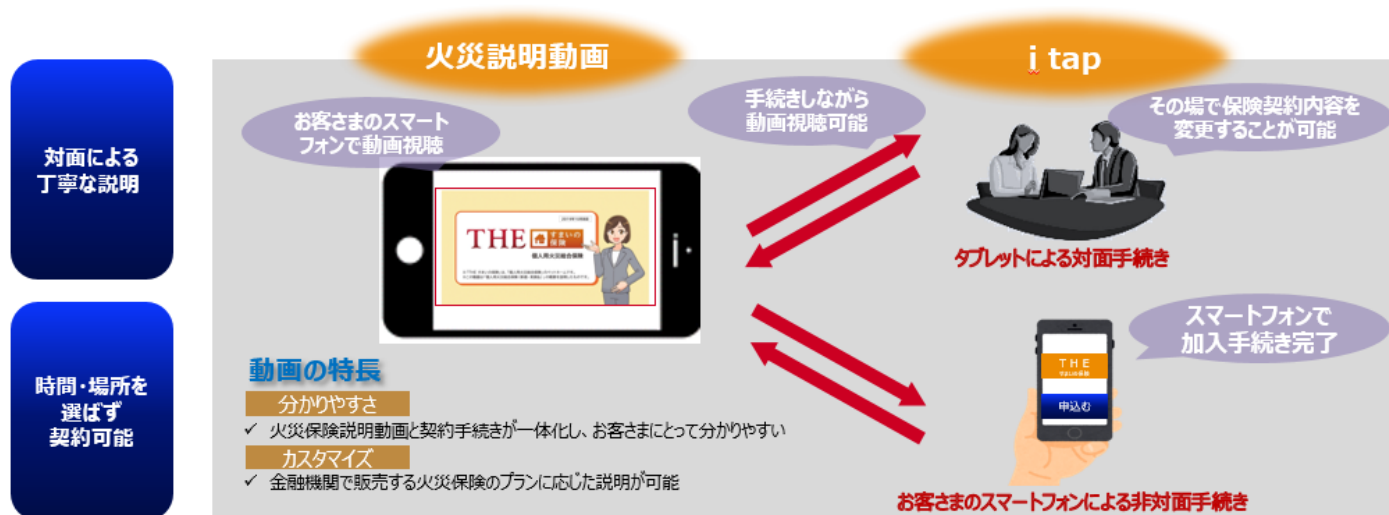 火災説明動画
i tap
対面による
丁寧な説明
お客さまのスマート
フォンで動画視聴
手続きしながら
動画視聴可能
その場で保険契約内容を
変更することが可能
THE すまいの
保険
個人用火災総合保険
タブレットによる対面手続き
時間・場所を
選ばず
契約可能
動画の特長
分かりやすさ
✓ 火災保険説明動画と契約手続きが一体化し、お客さまにとって分かりやすい
カスタマイズ
✓ 金融機関で販売する火災保険のプランに応じた説明が可能
スマートフォンで
加入手続き完了
THE
すまいの保険
申込む
お客さまのスマートフォンによる非対面手続き